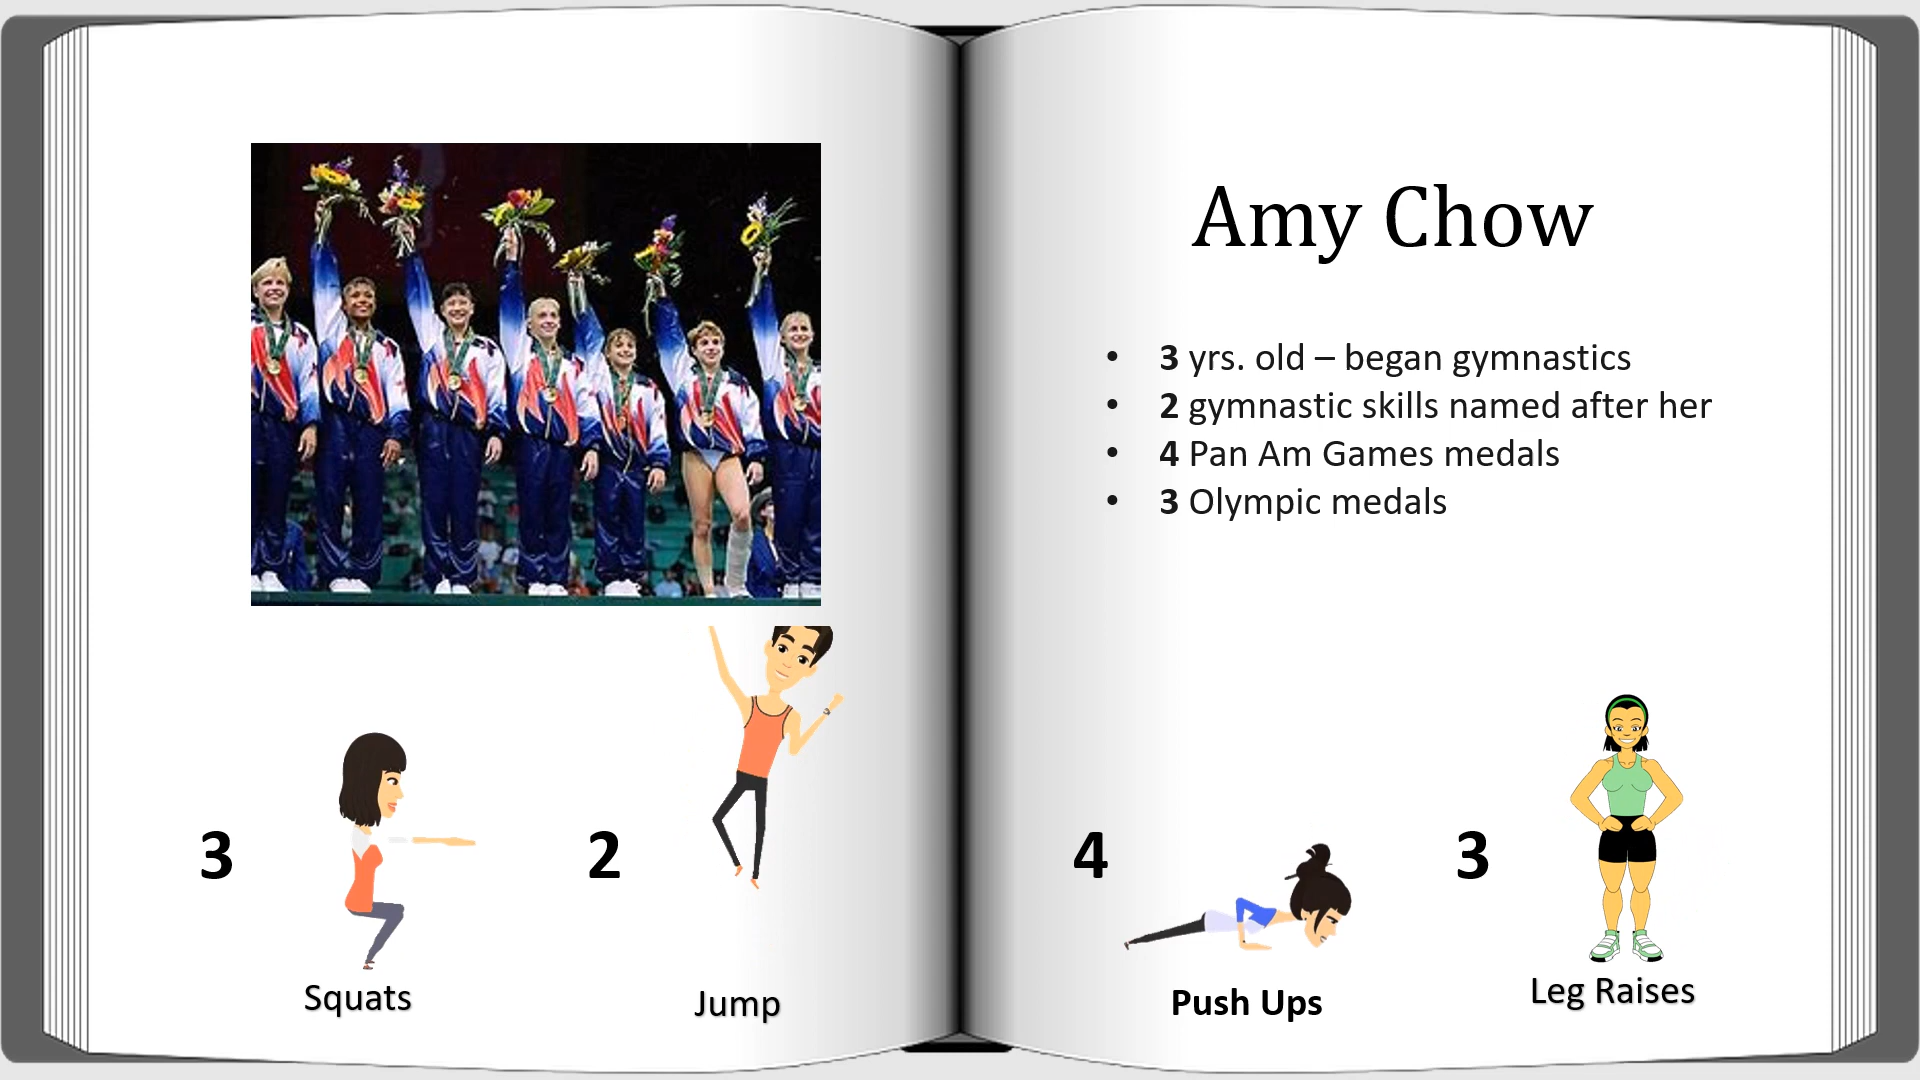 Amy Chow
• 3 yrs. old – began gymnastics
• 2 gymnastic skills named after her
• 4 Pan Am Games medals
• 3 Olympic medals
3
Squats
2
Jump
4
Push Ups
3
Leg Raises